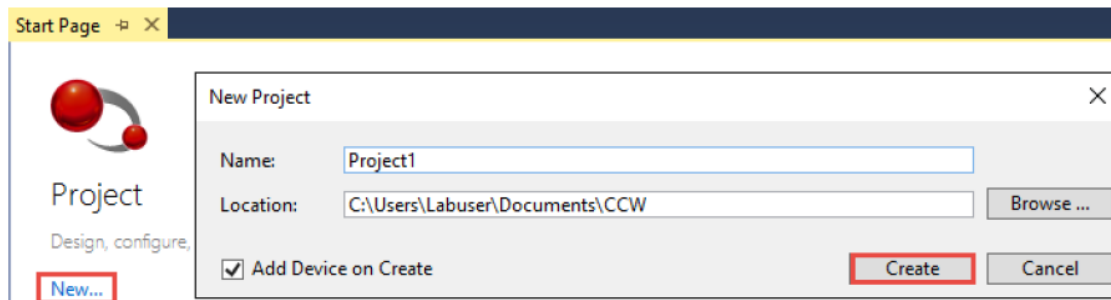 Start Page
New Project
Name: Project1
Project
Location: C:\Users\Labuser\Documents\CCW Browse ...
Design, configure,
Add Device on Create Create Cancel
New...